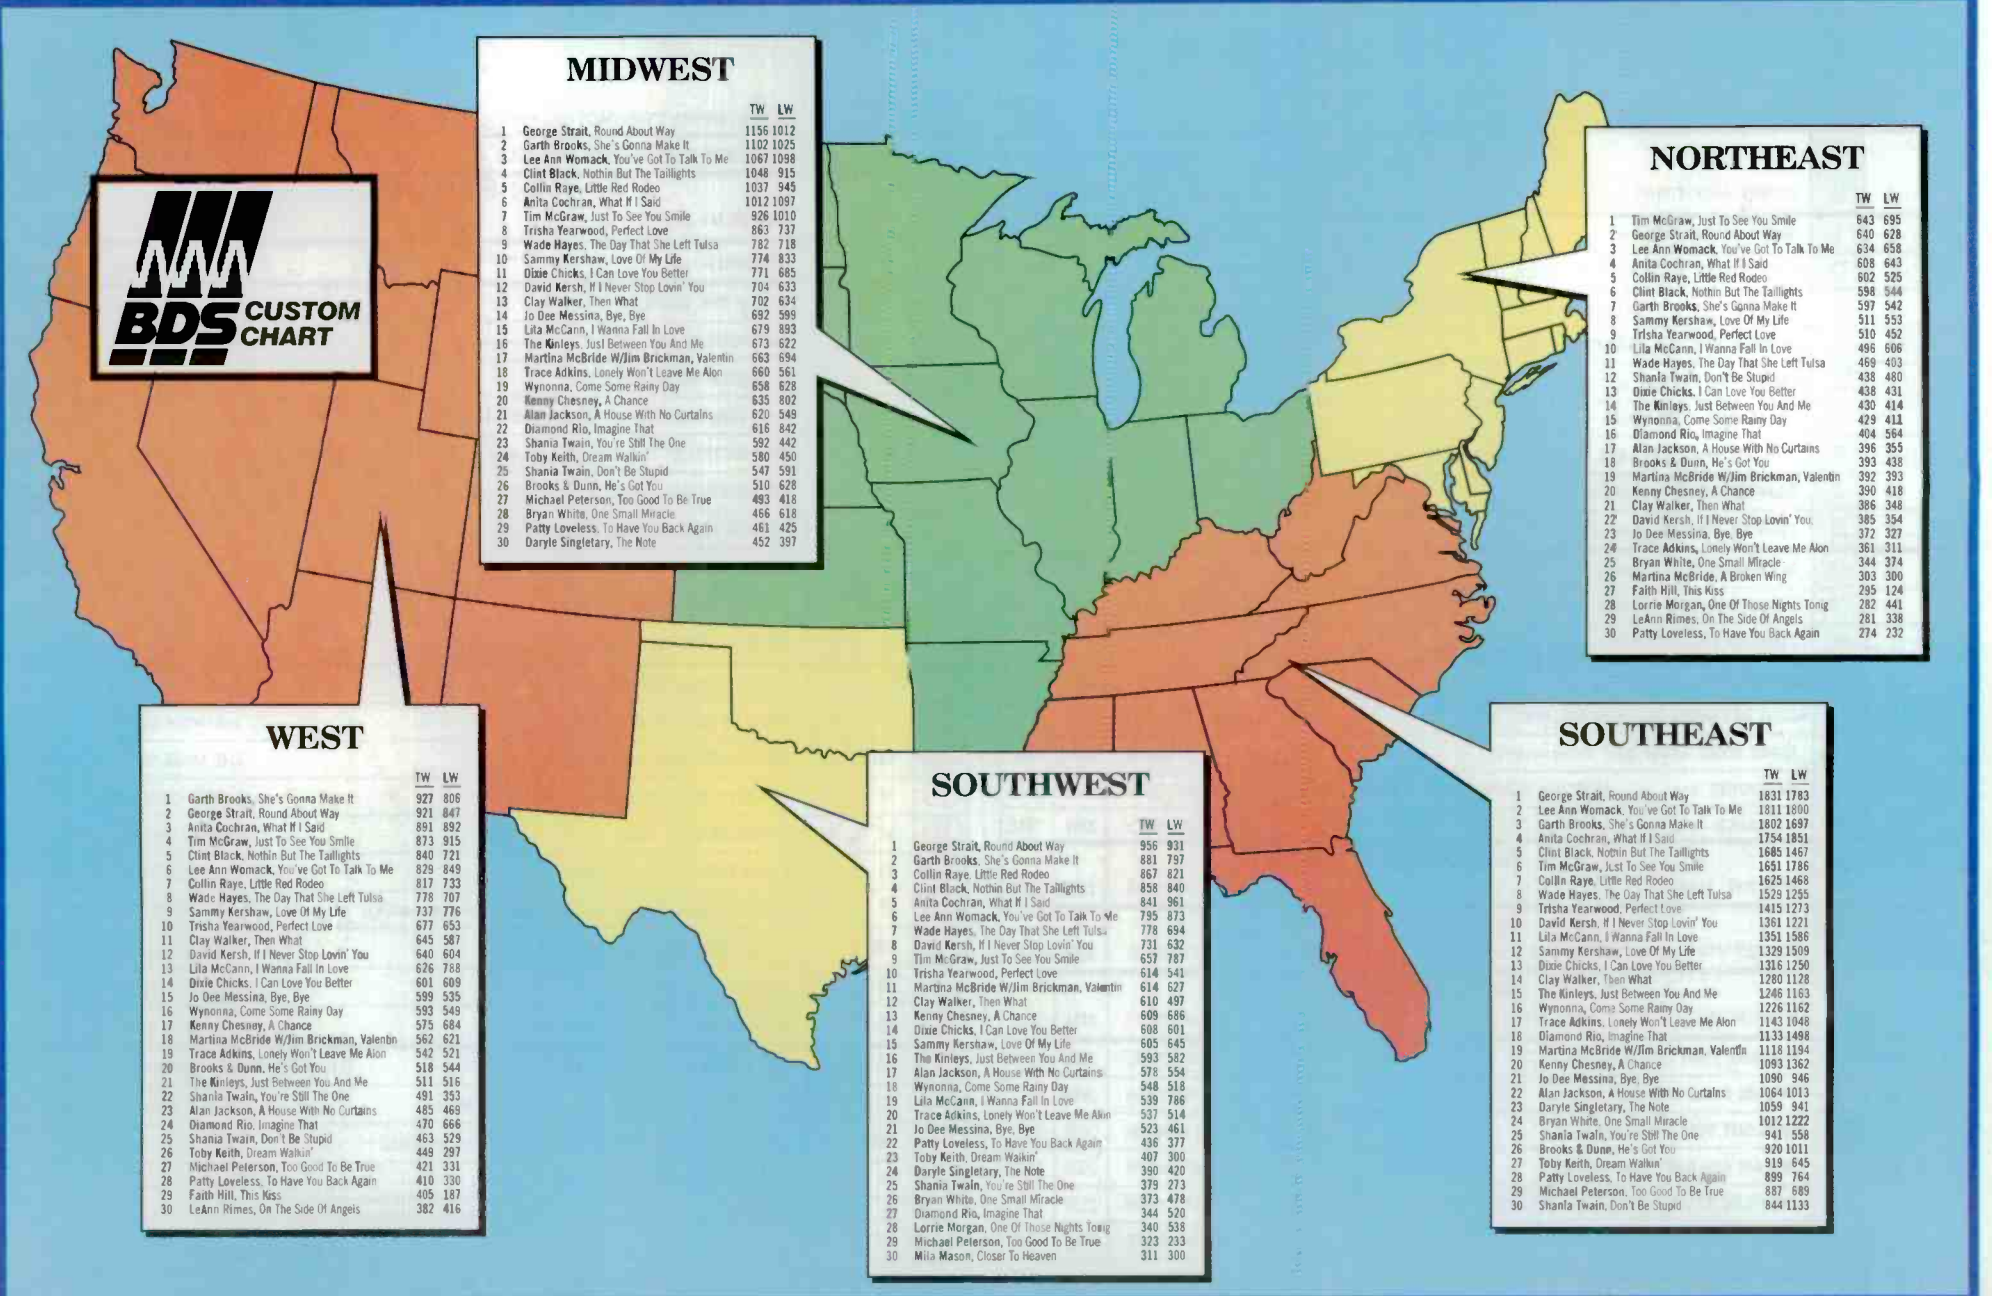 MIDWEST
TW LW
1 George Strait, Round About Way 1156 1012
2 Garth Brooks, She's Gonna Make It 1102 1025
3 Lee Ann Womack, You've Got To Talk To Me 1067 1098
4 Clint Black, Nothin But The Taillights 1048 915
5 Collin Raye, Little Red Rodeo 1037 945
6 Anita Cochran, What If I Said 1012 1097
7 Tim McGraw, Just To See You Smile 926 1010
8 Trisha Yearwood, Perfect Love 863 737
9 Wade Hayes, The Day That She Left Tulsa 782 718
10 Sammy Kershaw, Love Of My Life 774 833
11 Dixie Chicks, I Can Love You Better 771 685
12 David Kersh, If I Never Stop Lovin' You 704 633
13 Clay Walker, Then What 702 634
14 Jo Dee Messina, Bye, Bye 692 599
15 Lila McCann, I Wanna Fall In Love 679 893
16 The Kinleys, Just Between You And Me 673 622
17 Martina McBride W/Jim Brickman, Valentin 663 694
18 Trace Adkins, Lonely Won't Leave Me Alon 660 561
19 Wynonna, Come Some Rainy Day 658 628
20 Kenny Chesney, A Chance 635 802
21 Alan Jackson, A House With No Curtains 620 549
22 Diamond Rio, Imagine That 616 842
23 Shania Twain, You're Still The One 592 442
24 Toby Keith, Dream Walkin' 580 450
25 Shania Twain, Don't Be Stupid 547 591
26 Brooks & Dunn, He's Got You 510 628
27 Michael Peterson, Too Good To Be True 493 418
28 Bryan White, One Small Miracle 466 618
29 Patty Loveless, To Have You Back Again 461 425
30 Daryle Singletary, The Note 452 397
NORTHEAST
TW LW
1 Tim McGraw, Just To See You Smile 643 695
2 George Strait, Round About Way 640 628
3 Lee Ann Womack, You've Got To Talk To Me 634 658
4 Anita Cochran, What If I Said 608 643
5 Collin Raye, Little Red Rodeo 602 525
6 Clint Black, Nothin But The Taillights 598 544
7 Garth Brooks, She's Gonna Make It 597 542
8 Sammy Kershaw, Love Of My Life 511 553
9 Trisha Yearwood, Perfect Love 510 452
10 Lila McCann, I Wanna Fall In Love 496 606
11 Wade Hayes, The Day That She Left Tulsa 469 403
12 Shania Twain, Don't Be Stupid 438 480
13 Dixie Chicks, I Can Love You Better 438 431
14 The Kinleys, Just Between You And Me 430 414
15 Wynonna, Come Some Rainy Day 429 411
16 Diamond Rio, Imagine That 404 564
17 Alan Jackson, A House With No Curtains 396 355
18 Brooks & Dunn, He's Got You 393 438
19 Martina McBride W/Jim Brickman, Valentin 392 393
20 Kenny Chesney, A Chance 390 418
21 Clay Walker, Then What 386 348
22 David Kersh, If I Never Stop Lovin' You 385 354
23 Jo Dee Messina, Bye, Bye 372 327
24 Trace Adkins, Lonely Won't Leave Me Alon 361 311
25 Bryan White, One Small Miracle 344 374
26 Martina McBride, A Broken Wing 303 300
27 Faith Hill, This Kiss 295 124
28 Lorrie Morgan, One Of Those Nights Tonig 282 441
29 LeAnn Rimes, On The Side Of Angels 281 338
30 Patty Loveless, To Have You Back Again 274 232
BDS CUSTOM
CHART
WEST
TW LW
1 Garth Brooks, She's Gonna Make It 927 806
2 George Strait, Round About Way 921 847
3 Anita Cochran, What If I Said 891 892
4 Tim McGraw, Just To See You Smile 873 915
5 Clint Black, Nothin But The Taillights 840 721
6 Lee Ann Womack, You've Got To Talk To Me 829 849
7 Collin Raye, Little Red Rodeo 817 733
8 Wade Hayes, The Day That She Left Tulsa 778 707
9 Sammy Kershaw, Love Of My Life 737 776
10 Trisha Yearwood, Perfect Love 677 653
11 Clay Walker, Then What 645 587
12 David Kersh, If I Never Stop Lovin' You 640 604
13 Lila McCann, I Wanna Fall In Love 626 788
14 Dixie Chicks, I Can Love You Better 601 609
15 Jo Dee Messina, Bye, Bye 599 535
16 Wynonna, Come Some Rainy Day 593 549
17 Kenny Chesney, A Chance 575 684
18 Martina McBride W/Jim Brickman, Valentin 562 621
19 Trace Adkins, Lonely Won't Leave Me Alon 542 521
20 Brooks & Dunn, He's Got You 518 544
21 The Kinleys, Just Between You And Me 511 516
22 Shania Twain, You're Still The One 491 353
23 Alan Jackson, A House With No Curtains 485 469
24 Diamond Rio, Imagine That 470 666
25 Shania Twain, Don't Be Stupid 463 529
26 Toby Keith, Dream Walkin' 449 297
27 Michael Peterson, Too Good To Be True 421 331
28 Patty Loveless, To Have You Back Again 410 330
29 Faith Hill, This Kiss 405 187
30 LeAnn Rimes, On The Side Of Angels 382 416
SOUTHWEST
TW LW
1 George Strait, Round About Way 956 931
2 Garth Brooks, She's Gonna Make It 881 797
3 Collin Raye, Little Red Rodeo 867 821
4 Clint Black, Nothin But The Taillights 858 840
5 Anita Cochran, What If I Said 841 961
6 Lee Ann Womack, You've Got To Talk To Me 795 873
7 Wade Hayes, The Day That She Left Tulsa 778 694
8 David Kersh, If I Never Stop Lovin' You 731 632
9 Tim McGraw, Just To See You Smile 657 787
10 Trisha Yearwood, Perfect Love 614 541
11 Martina McBride W/Jim Brickman, Valentin 614 627
12 Clay Walker, Then What 610 497
13 Kenny Chesney, A Chance 609 686
14 Dixie Chicks, I Can Love You Better 608 601
15 Sammy Kershaw, Love Of My Life 605 645
16 The Kinleys, Just Between You And Me 593 582
17 Alan Jackson, A House With No Curtains 578 554
18 Wynonna, Come Some Rainy Day 548 518
19 Lila McCann, I Wanna Fall In Love 539 786
20 Trace Adkins, Lonely Won't Leave Me Alon 537 514
21 Jo Dee Messina, Bye, Bye 523 461
22 Patty Loveless, To Have You Back Again 436 377
23 Toby Keith, Dream Walkin' 407 300
24 Daryle Singletary, The Note 390 420
25 Shania Twain, You're Still The One 379 273
26 Bryan White, One Small Miracle 373 478
27 Diamond Rio, Imagine That 344 520
28 Lorrie Morgan, One Of Those Nights Tonig 340 538
29 Michael Peterson, Too Good To Be True 323 233
30 Mila Mason, Closer To Heaven 311 300
SOUTHEAST
TW LW
1 George Strait, Round About Way 1831 1783
2 Lee Ann Womack, You've Got To Talk To Me 1811 1800
3 Garth Brooks, She's Gonna Make It 1802 1697
4 Anita Cochran, What If I Said 1754 1851
5 Clint Black, Nothin But The Taillights 1685 1467
6 Tim McGraw, Just To See You Smile 1651 1786
7 Collin Raye, Little Red Rodeo 1625 1468
8 Wade Hayes, The Day That She Left Tulsa 1529 1255
9 Trisha Yearwood, Perfect Love 1415 1273
10 David Kersh, If I Never Stop Lovin' You 1361 1221
11 Lila McCann, I Wanna Fall In Love 1351 1586
12 Sammy Kershaw, Love Of My Life 1329 1509
13 Dixie Chicks, I Can Love You Better 1316 1250
14 Clay Walker, Then What 1280 1128
15 The Kinleys, Just Between You And Me 1246 1163
16 Wynonna, Come Some Rainy Day 1226 1162
17 Trace Adkins, Lonely Won't Leave Me Alon 1143 1048
18 Diamond Rio, Imagine That 1133 1498
19 Martina McBride W/Jim Brickman, Valentin 1118 1194
20 Kenny Chesney, A Chance 1093 1362
21 Jo Dee Messina, Bye, Bye 1090 946
22 Alan Jackson, A House With No Curtains 1064 1013
23 Daryle Singletary, The Note 1059 941
24 Bryan White, One Small Miracle 1012 1222
25 Shania Twain, You're Still The One 941 558
26 Brooks & Dunn, He's Got You 920 1011
27 Toby Keith, Dream Walkin' 919 645
28 Patty Loveless, To Have You Back Again 899 764
29 Michael Peterson, Too Good To Be True 887 689
30 Shania Twain, Don't Be Stupid 844 1133